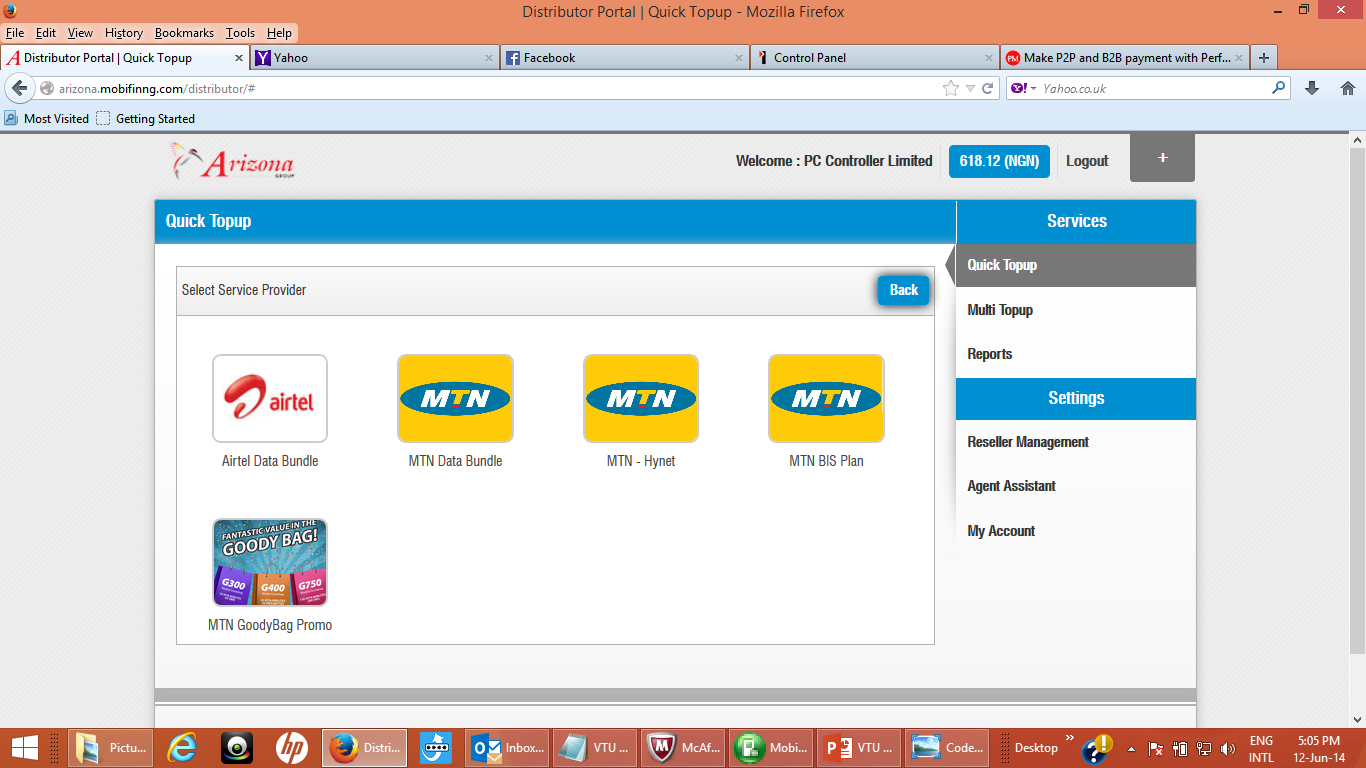 Distributor Portal | Quick Topup - Mozilla Firefox
File Edit View History Bookmarks Tools Help
Distributor Portal | Quick Topup
Yahoo
Facebook
Control Panel
Make P2P and B2B payment with Perf...
arizona.mobifinng.com/distributor/#
Yahoo.co.uk
Most Visited
Getting Started
Arizona
GROUP
Welcome : PC Controller Limited
618.12 (NGN)
Logout
+
Quick Topup
Services
Select Service Provider
Back
Quick Topup
Multi Topup
Reports
Settings
Reseller Management
Agent Assistant
My Account
airtel
MTN
MTN
MTN
Airtel Data Bundle
MTN Data Bundle
MTN - Hynet
MTN BIS Plan
FANTASTIC VALUE IN THE
GOODY BAG!
G300
G400
G750
MTN GoodyBag Promo
Pictu...
hp
Distri...
Inbox...
VTU ...
McAf...
Mobi...
VTU ...
Code...
Desktop
ENG
INTL
5:05 PM
12-Jun-14